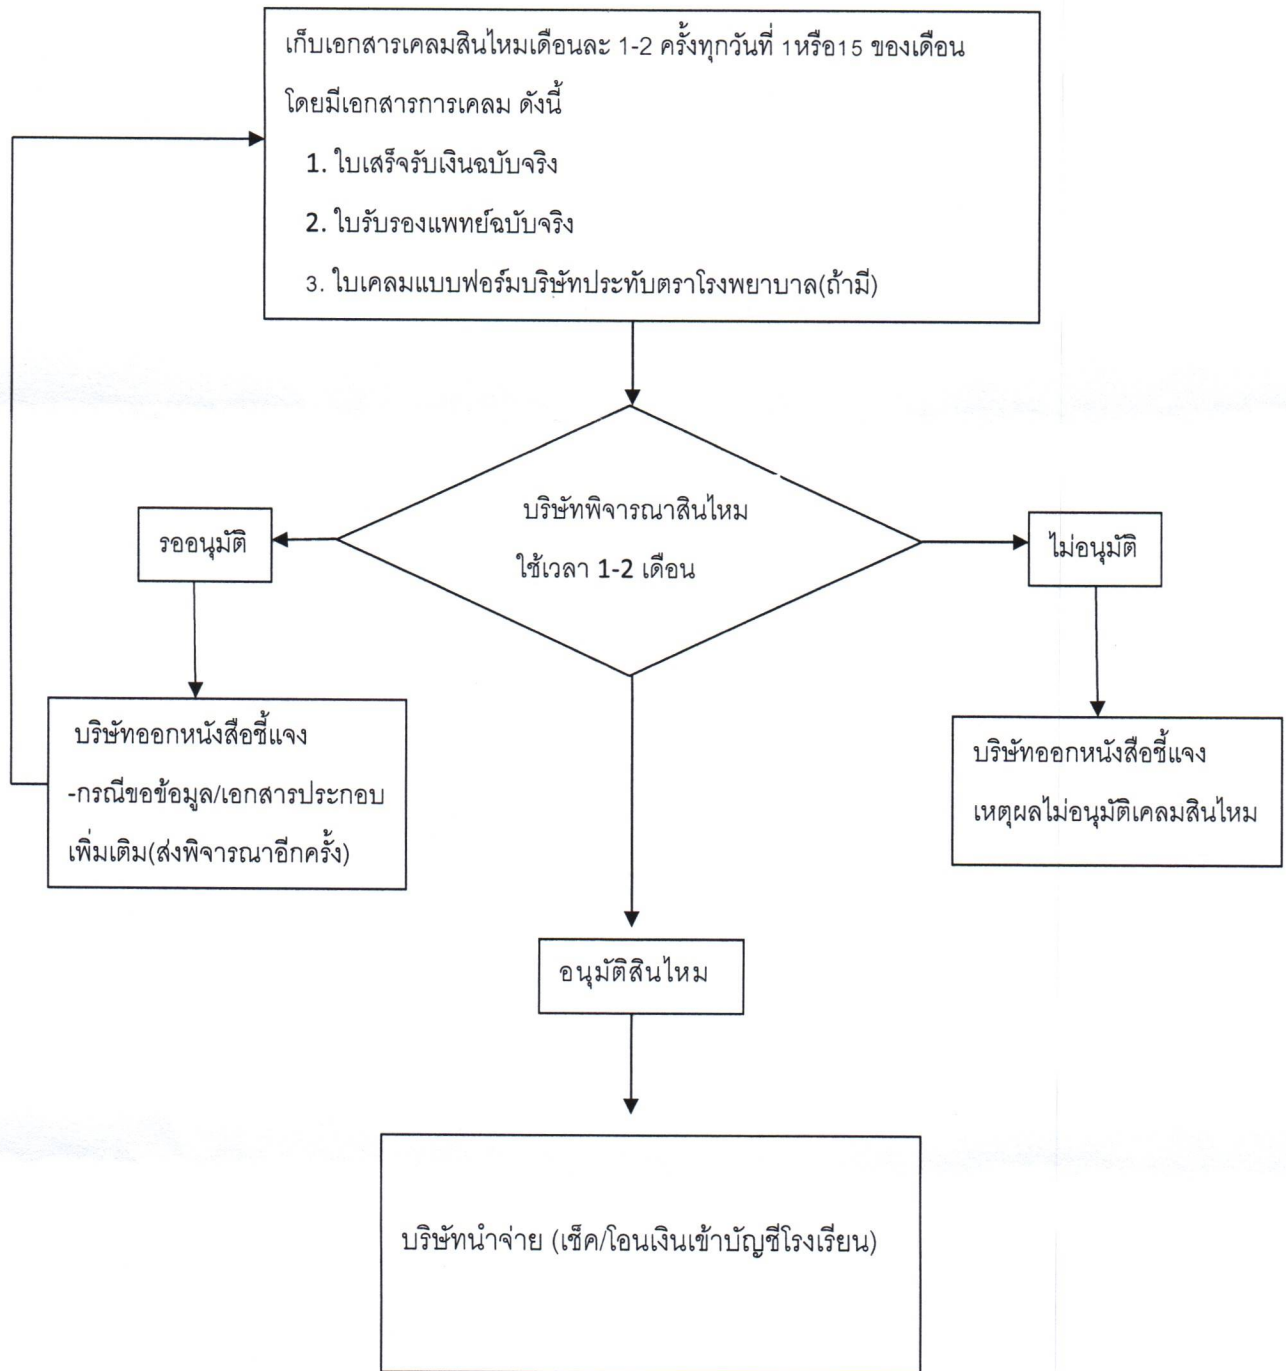 เก็บเอกสารเคลมสินไหมเดือนละ 1-2 ครั้งทุกวันที่ 1หรือ15 ของเดือน
โดยมีเอกสารการเคลม ดังนี้
1. ใบเสร็จรับเงินฉบับจริง
2. ใบรับรองแพทย์ฉบับจริง
3. ใบเคลมแบบฟอร์มบริษัทประทับตราโรงพยาบาล(ถ้ามี)
บริษัทพิจารณาสินไหม
ใช้เวลา 1-2 เดือน
รออนุมัติ
ไม่อนุมัติ
บริษัทออกหนังสือชี้แจง
-กรณีขอข้อมูล/เอกสารประกอบ
เพิ่มเติม(ส่งพิจารณาอีกครั้ง)
บริษัทออกหนังสือชี้แจง
เหตุผลไม่อนุมัติเคลมสินไหม
อนุมัติสินไหม
บริษัทนำจ่าย (เช็ค/โอนเงินเข้าบัญชีโรงเรียน)